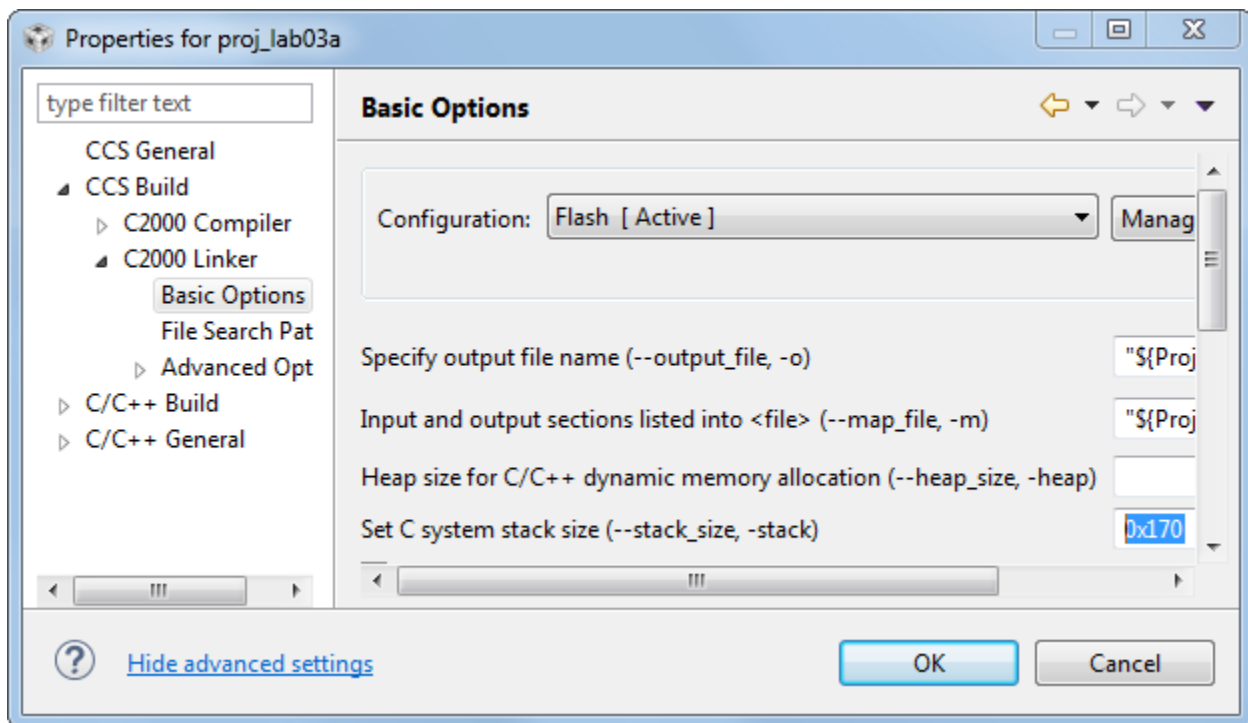 Properties for proj_lab03a
type filter text
CCS General
CCS Build
C2000 Compiler
C2000 Linker
Basic Options
File Search Pat
Advanced Opt
C/C++ Build
C/C++ General
Basic Options
Configuration: Flash [ Active ] Manag
Specify output file name (--output_file, -o) "${Proj
Input and output sections listed into <file> (--map_file, -m) "${Proj
Heap size for C/C++ dynamic memory allocation (--heap_size, -heap)
Set C system stack size (--stack_size, -stack) 0x170
? Hide advanced settings OK Cancel